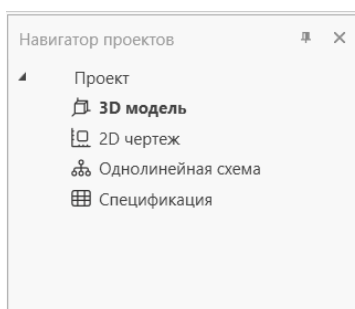 Навигатор проектов
Проект
3D модель
2D чертеж
Однолинейная схема
Спецификация